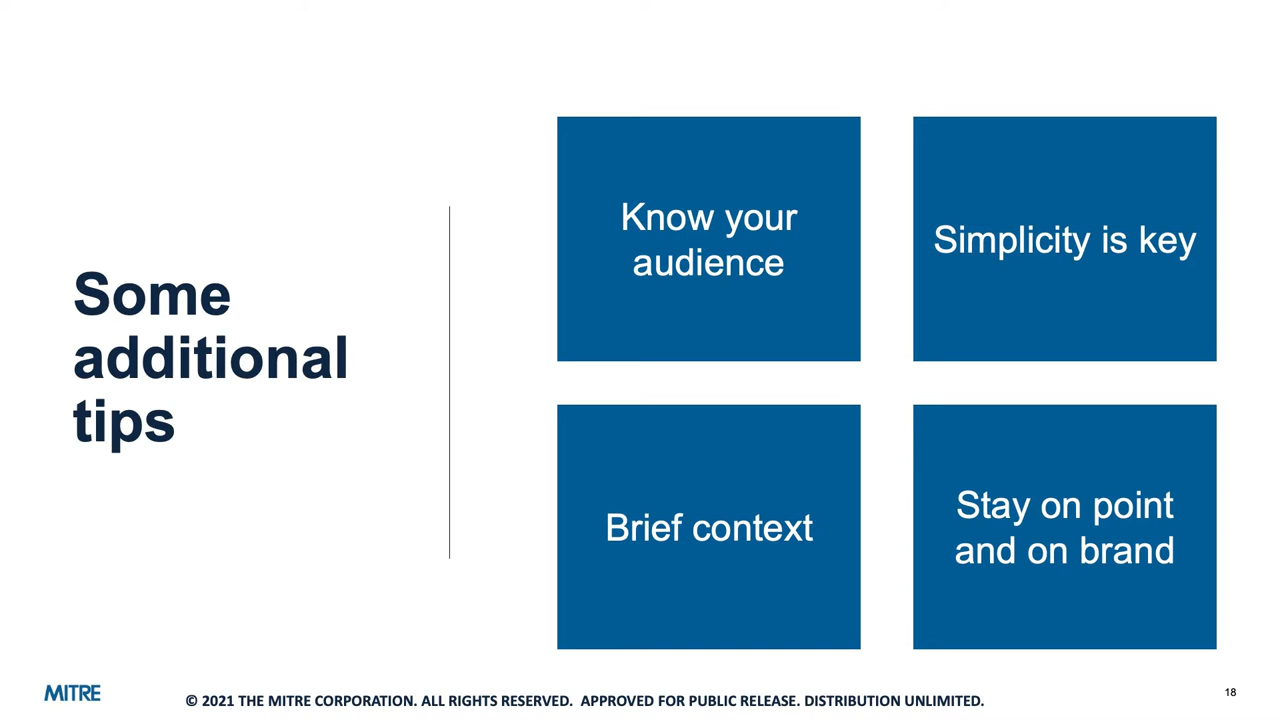 Some
additional
tips
Know your
audience
Simplicity is key
Brief context
Stay on point
and on brand
MITRE
© 2021 THE MITRE CORPORATION. ALL RIGHTS RESERVED.  APPROVED FOR PUBLIC RELEASE. DISTRIBUTION UNLIMITED.
18